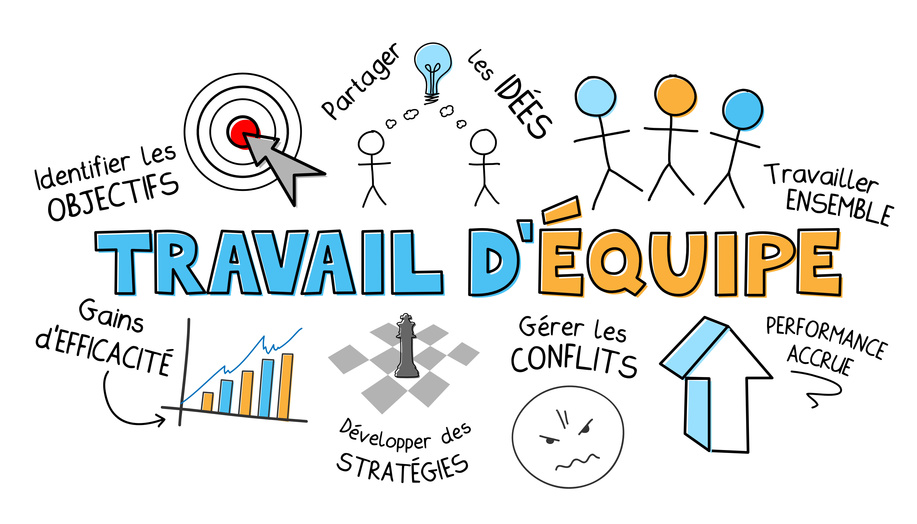 Identifier les
OBJECTIFS
Partager
les IDÉES
Travailler
ENSEMBLE
TRAVAIL D'ÉQUIPE
Gains
d'EFFICACITÉ
Développer des
STRATÉGIES
Gérer les
CONFLITS
PERFORMANCE
ACCRUE